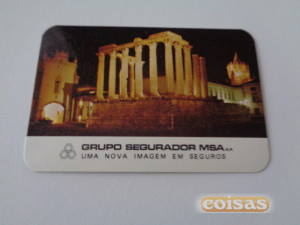 GRUPO SEGURADOR MSA S.A.
UMA NOVA IMAGEM EM SEGUROS
coisas